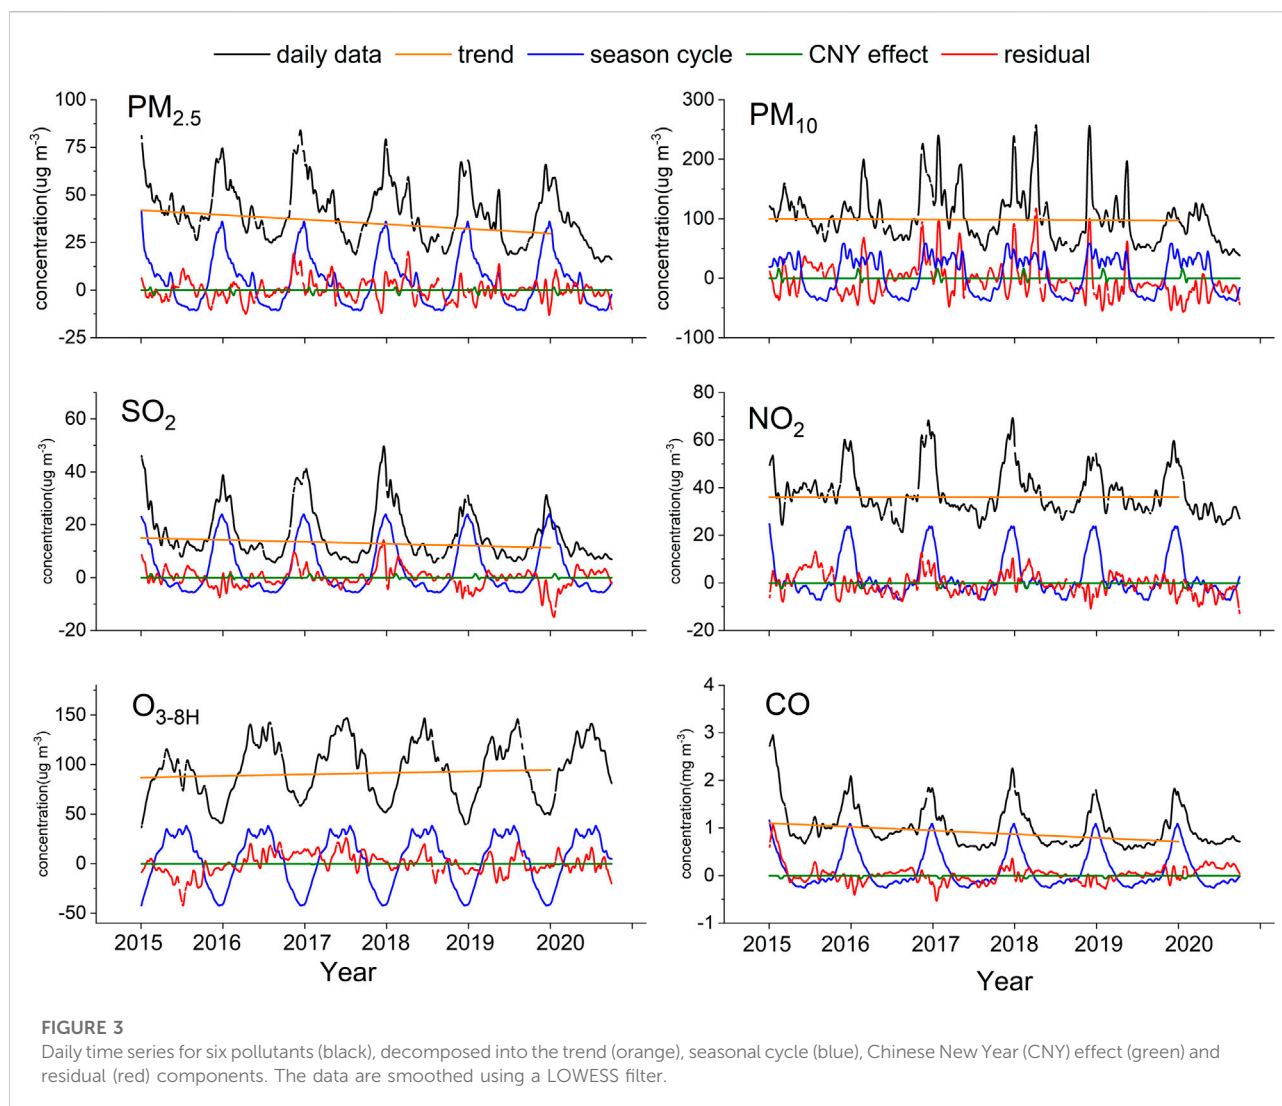 daily data trend season cycle CNY effect residual
PM2.5
concentration(ug m-3)
100
75
50
25
0
-25
2015 2016 2017 2018 2019 2020
PM10
concentration(ug m-3)
300
200
100
0
-100
SO2
concentration(ug m-3)
60
40
20
0
-20
NO2
concentration(ug m-3)
80
60
40
20
0
-20
O3-8H
concentration(ug m-3)
150
100
50
0
-50
Year
CO
concentration(mg m-3)
4
3
2
1
0
-1
2015 2016 2017 2018 2019 2020
Year
FIGURE 3
Daily time series for six pollutants (black), decomposed into the trend (orange), seasonal cycle (blue), Chinese New Year (CNY) effect (green) and
residual (red) components. The data are smoothed using a LOWESS filter.